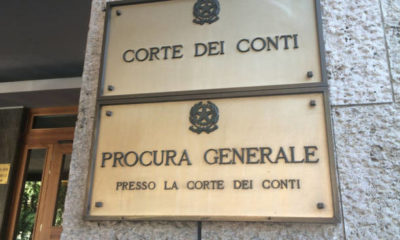 CORTE DEI CONTI
PROCURA GENERALE
PRESSO LA CORTE DEI CONTI